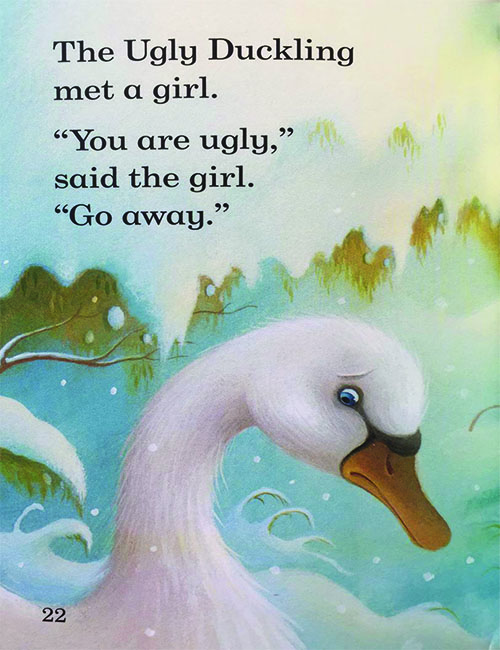 The Ugly Duckling
met a girl.
“You are ugly,”
said the girl.
“Go away.”
22